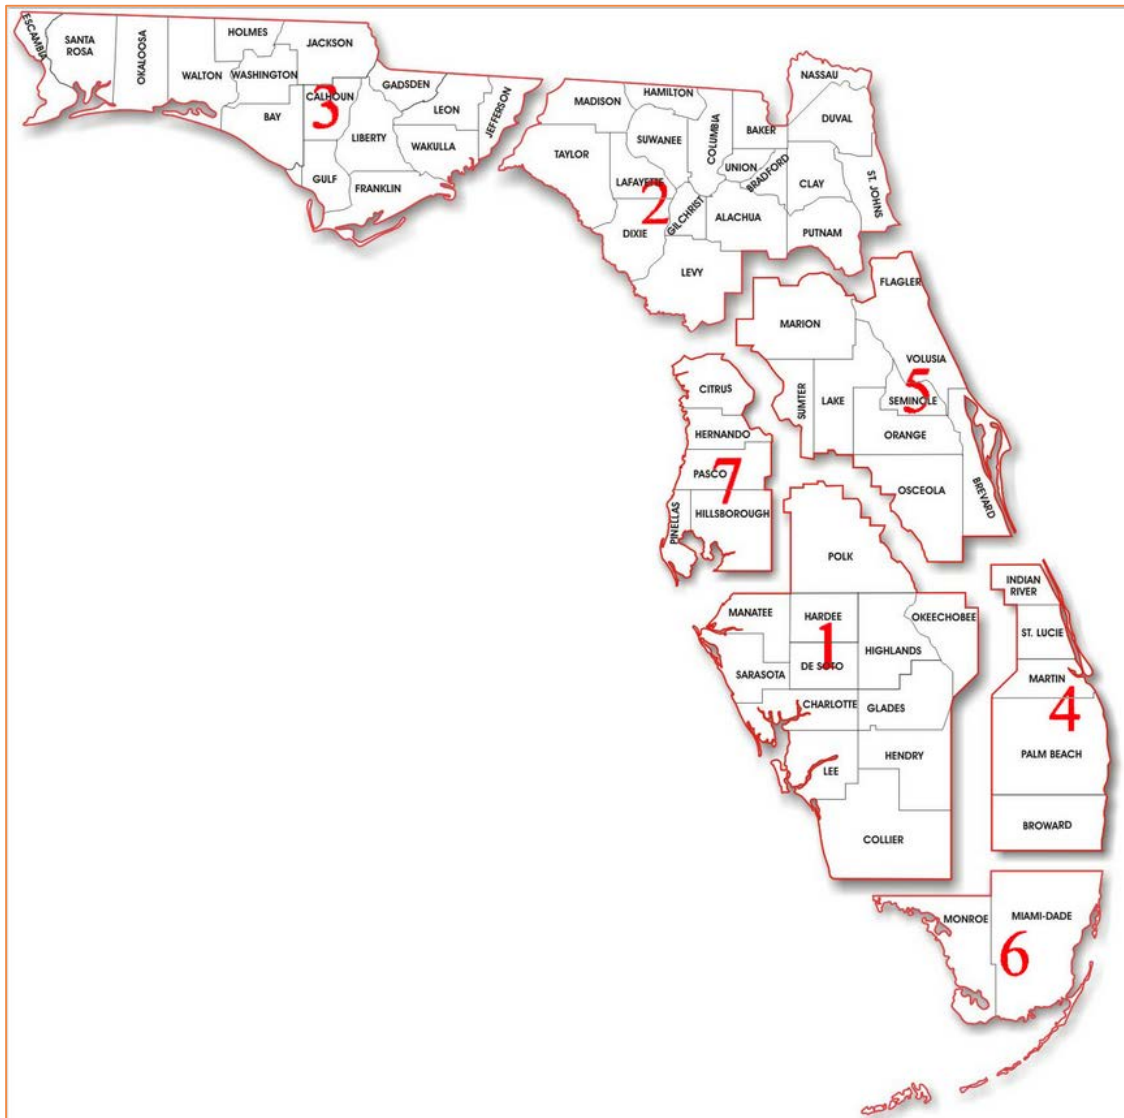 ESCAMBIA
SANTA
ROSA
OKALOOSA
WALTON
HOLMES
WASHINGTON
JACKSON
BAY
CALHOUN
3
GULF
LIBERTY
FRANKLIN
GADSDEN
LEON
WAKULLA
JEFFERSON
MADISON
HAMILTON
TAYLOR
SUWANEE
LAFAYETTE
2
DIXIE
COLUMBIA
GILCHRIST
LEVY
BAKER
UNION
BRADFORD
ALACHUA
NASSAU
DUVAL
CLAY
ST. JOHNS
PUTNAM
FLAGLER
MARION
VOLUSIA
5
SUMTER
LAKE
SEMINOLE
ORANGE
OSCEOLA
BREVARD
CITRUS
HERNANDO
PASCO
7
PINELLAS
HILLSBOROUGH
POLK
MANATEE
HARDEE
1
OKEECHOBEE
HIGHLANDS
DE SOTO
SARASOTA
CHARLOTTE
GLADES
LEE
HENDRY
COLLIER
INDIAN
RIVER
ST. LUCIE
MARTIN
4
PALM BEACH
BROWARD
MONROE
MIAMI-DADE
6